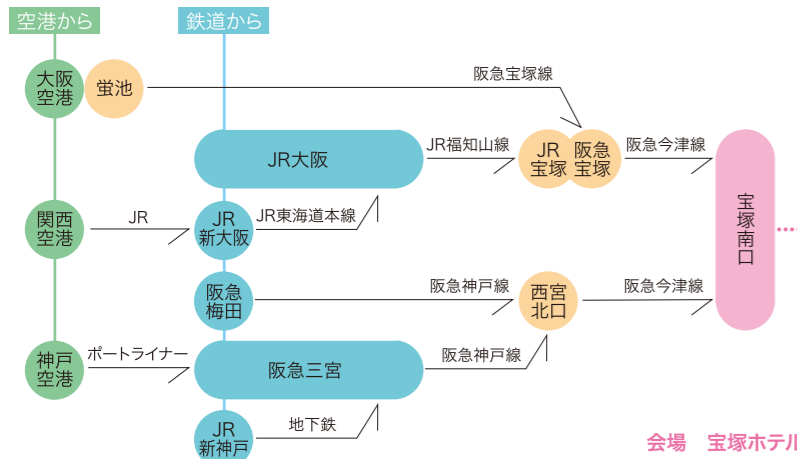 空港から
鉄道から
大阪
空港
蛍池
阪急宝塚線
JR大阪
JR福知山線
JR
宝塚
阪急
宝塚
阪急今津線
宝塚南口
関西
空港
JR
JR
新大阪
JR東海道本線
阪急
梅田
阪急神戸線
西宮
北口
阪急今津線
神戸
空港
ポートライナー
阪急三宮
阪急神戸線
JR
新神戸
地下鉄
会場 宝塚ホテル